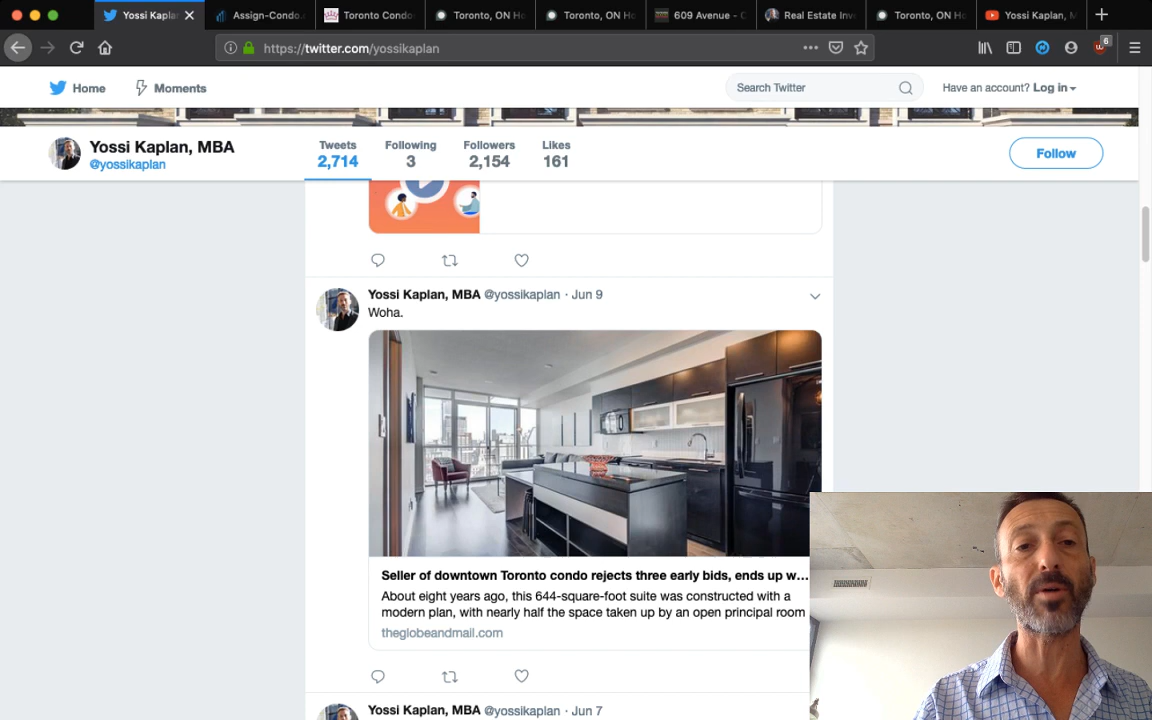 Yossi Kaplan
Assign-Condo.
Toronto Condo
Toronto, ON Ho
Toronto, ON Ho
609 Avenue - C
Real Estate Inv
Toronto, ON Ho
Yossi Kaplan, M
https://twitter.com/yossikaplan
6
Home
Moments
Search Twitter
Have an account? Log in
Yossi Kaplan, MBA
@yossikaplan
Tweets
2,714
Following
3
Followers
2,154
Likes
161
Follow
Yossi Kaplan, MBA @yossikaplan · Jun 9
Woha.
Seller of downtown Toronto condo rejects three early bids, ends up w...
About eight years ago, this 644-square-foot suite was constructed with a
modern plan, with nearly half the space taken up by an open principal room
theglobeandmail.com
Yossi Kaplan, MBA @yossikaplan · Jun 7